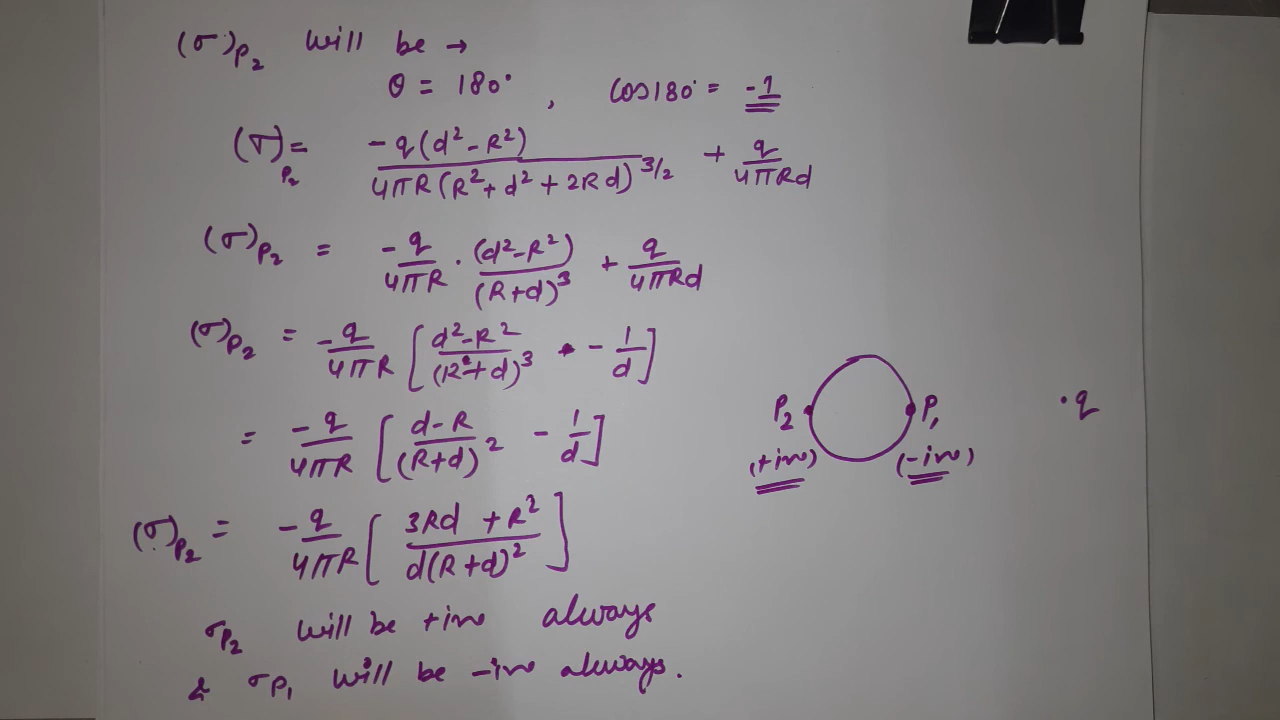 (σ)P₂ will be →
θ = 180° , cos180° = -1
(σ)P₂ = -q(d² - R²) / 4πR(R² + d² + 2Rd)^3/2 + q / 4πRd
(σ)P₂ = -q / 4πR · (d² - R²) / (R+d)³ + q / 4πRd
(σ)P₂ = -q / 4πR [ d² - R² / (R+d)³ - 1/d ]
= -q / 4πR [ d - R / (R+d)² - 1/d ]
(σ)P₂ = -q / 4πR [ 3Rd + R² / d(R+d)² ]
σP₂ will be +ive always
& σP₁ will be -ive always.
P₂ P₁ · q
(+ive) (-ive)